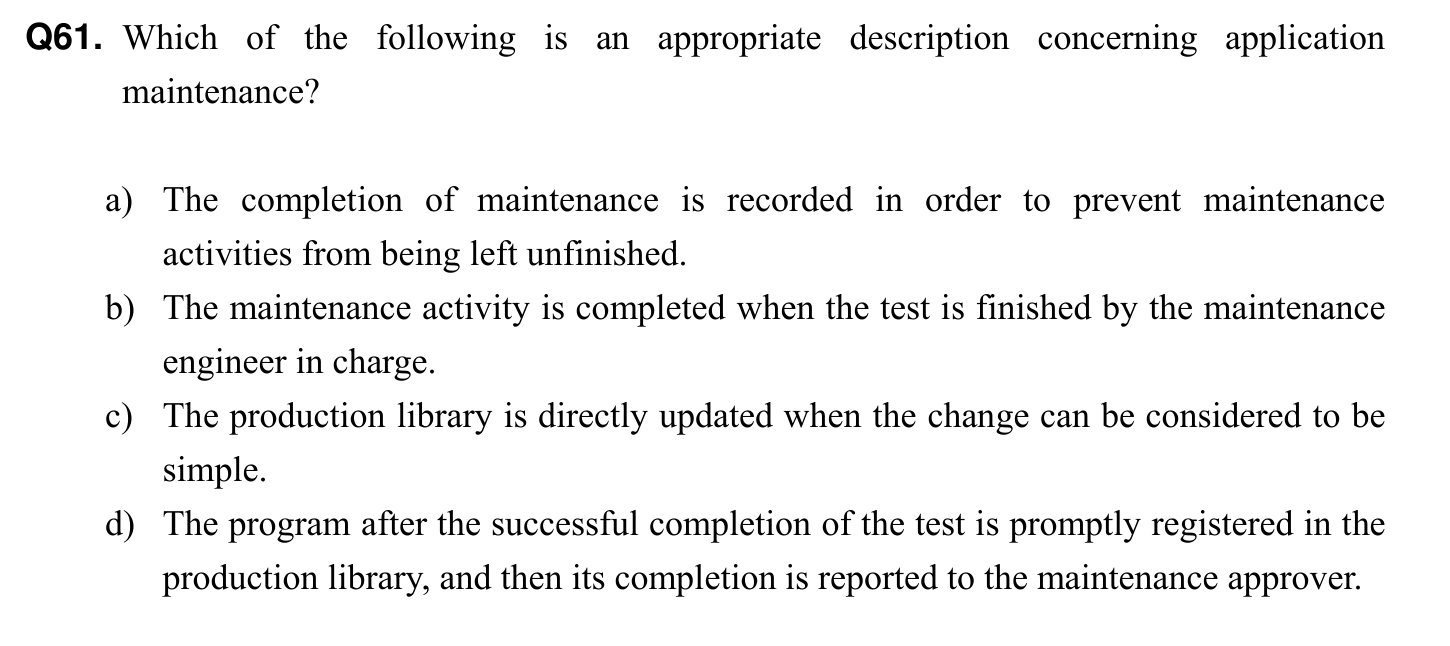 Q61. Which of the following is an appropriate description concerning application
maintenance?
a) The completion of maintenance is recorded in order to prevent maintenance
activities from being left unfinished.
b) The maintenance activity is completed when the test is finished by the maintenance
engineer in charge.
c) The production library is directly updated when the change can be considered to be
simple.
d) The program after the successful completion of the test is promptly registered in the
production library, and then its completion is reported to the maintenance approver.